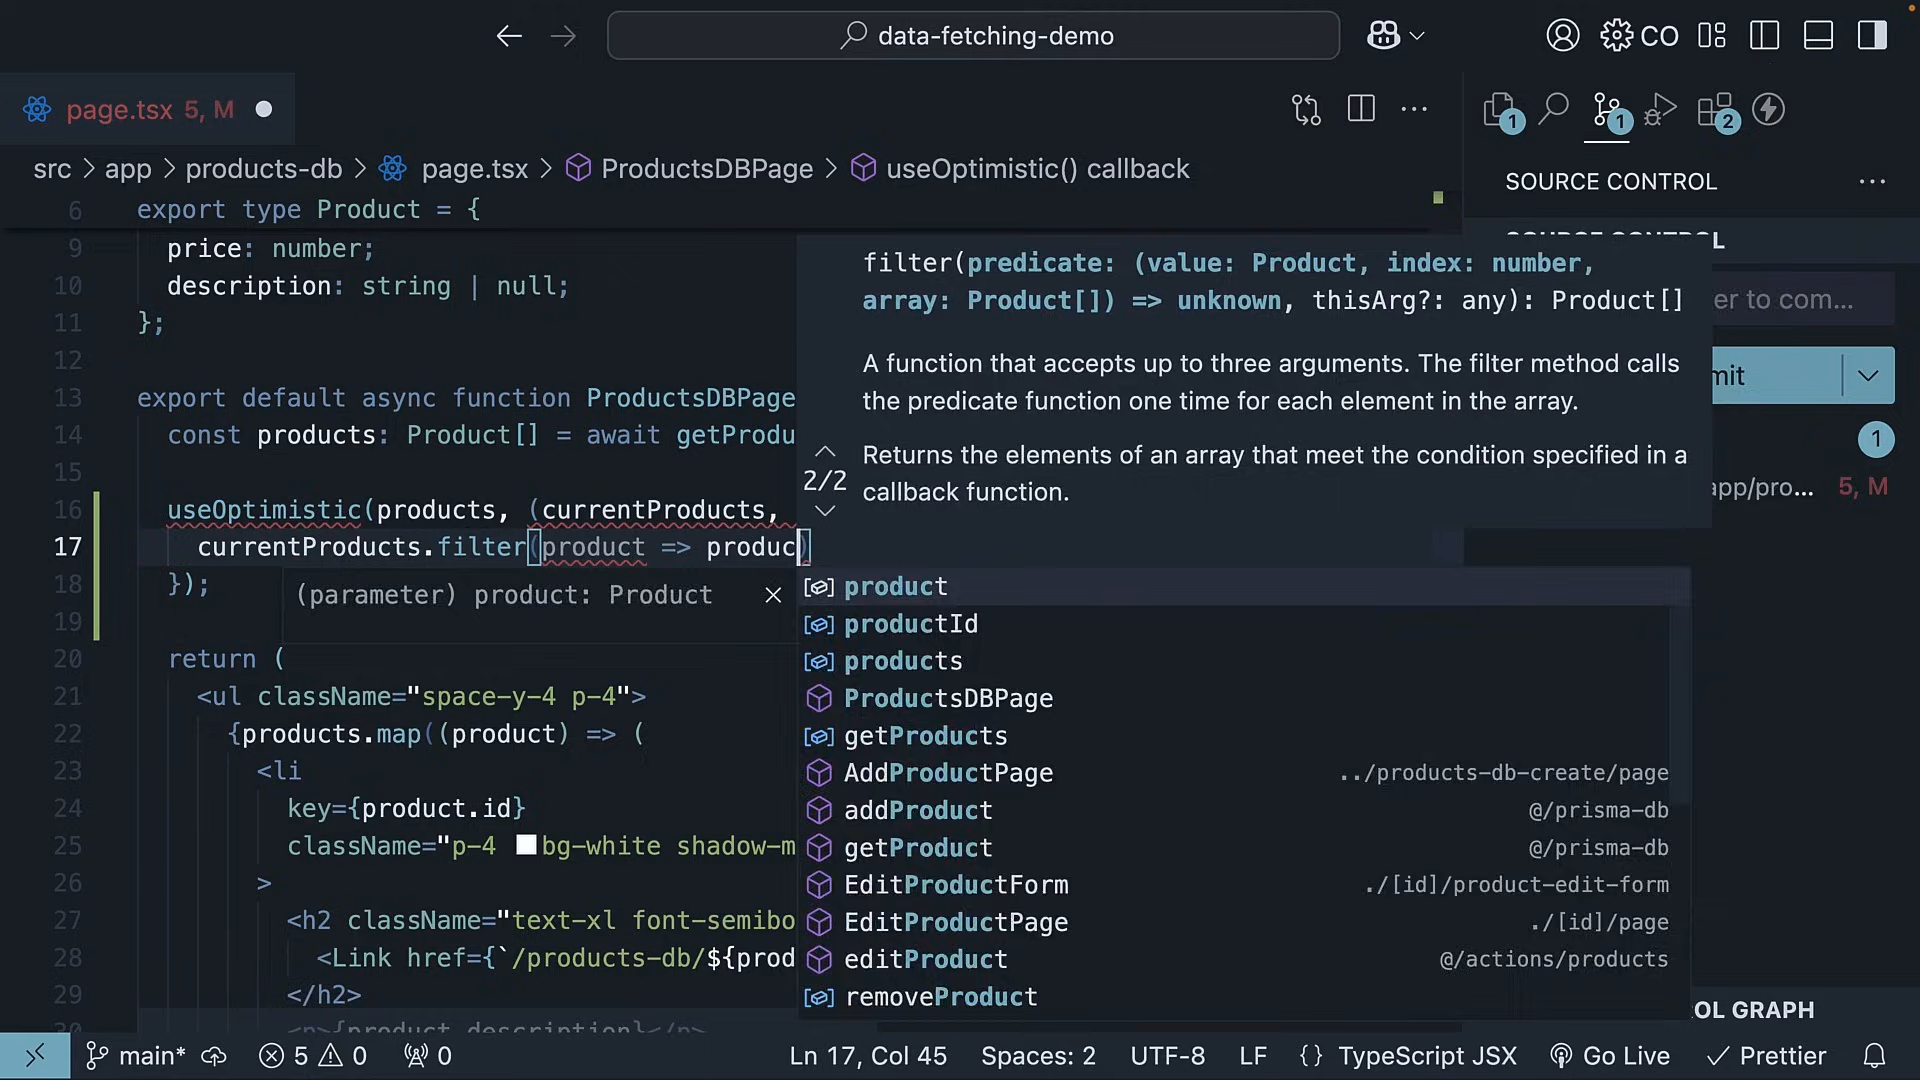 data-fetching-demo
CO
page.tsx 5, M
1
1
2
src > app > products-db > page.tsx > ProductsDBPage > useOptimistic() callback
SOURCE CONTROL
6 export type Product = {
9 price: number;
10 description: string | null;
11 };
12
13 export default async function ProductsDBPage
14 const products: Product[] = await getProdu
15
16 useOptimistic(products, (currentProducts,
17 currentProducts.filter(product => produc)
18 });
19
20 return (
21 <ul className="space-y-4 p-4">
22 {products.map((product) => (
23 <li
24 key={product.id}
25 className="p-4 bg-white shadow-m
26 >
27 <h2 className="text-xl font-semibo
28 <Link href={`/products-db/${prod
29 </h2>
30 <p>{product.description}</p>
filter(predicate: (value: Product, index: number,
array: Product[]) => unknown, thisArg?: any): Product[]
A function that accepts up to three arguments. The filter method calls
the predicate function one time for each element in the array.
2/2
Returns the elements of an array that meet the condition specified in a
callback function.
(parameter) product: Product
product
productId
products
ProductsDBPage
getProducts
AddProductPage ../products-db-create/page
addProduct @/prisma-db
getProduct @/prisma-db
EditProductForm ./[id]/product-edit-form
EditProductPage ./[id]/page
editProduct @/actions/products
removeProduct
SOURCE CONTROL
er to com...
mit
1
app/pro... 5, M
OL GRAPH
main* 5 0 0
Ln 17, Col 45 Spaces: 2 UTF-8 LF {} TypeScript JSX Go Live Prettier